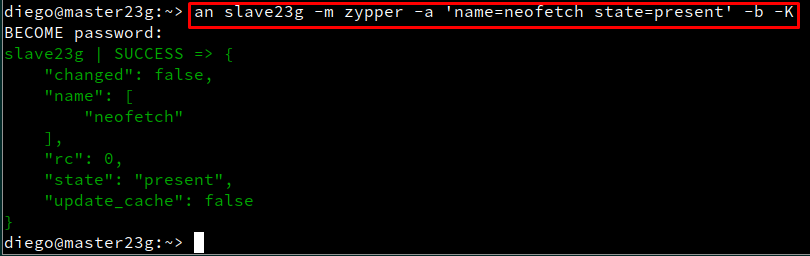 diego@master23g:~> an slave23g -m zypper -a 'name=neofetch state=present' -b -K
BECOME password:
slave23g | SUCCESS => {
    "changed": false,
    "name": [
        "neofetch"
    ],
    "rc": 0,
    "state": "present",
    "update_cache": false
}
diego@master23g:~>